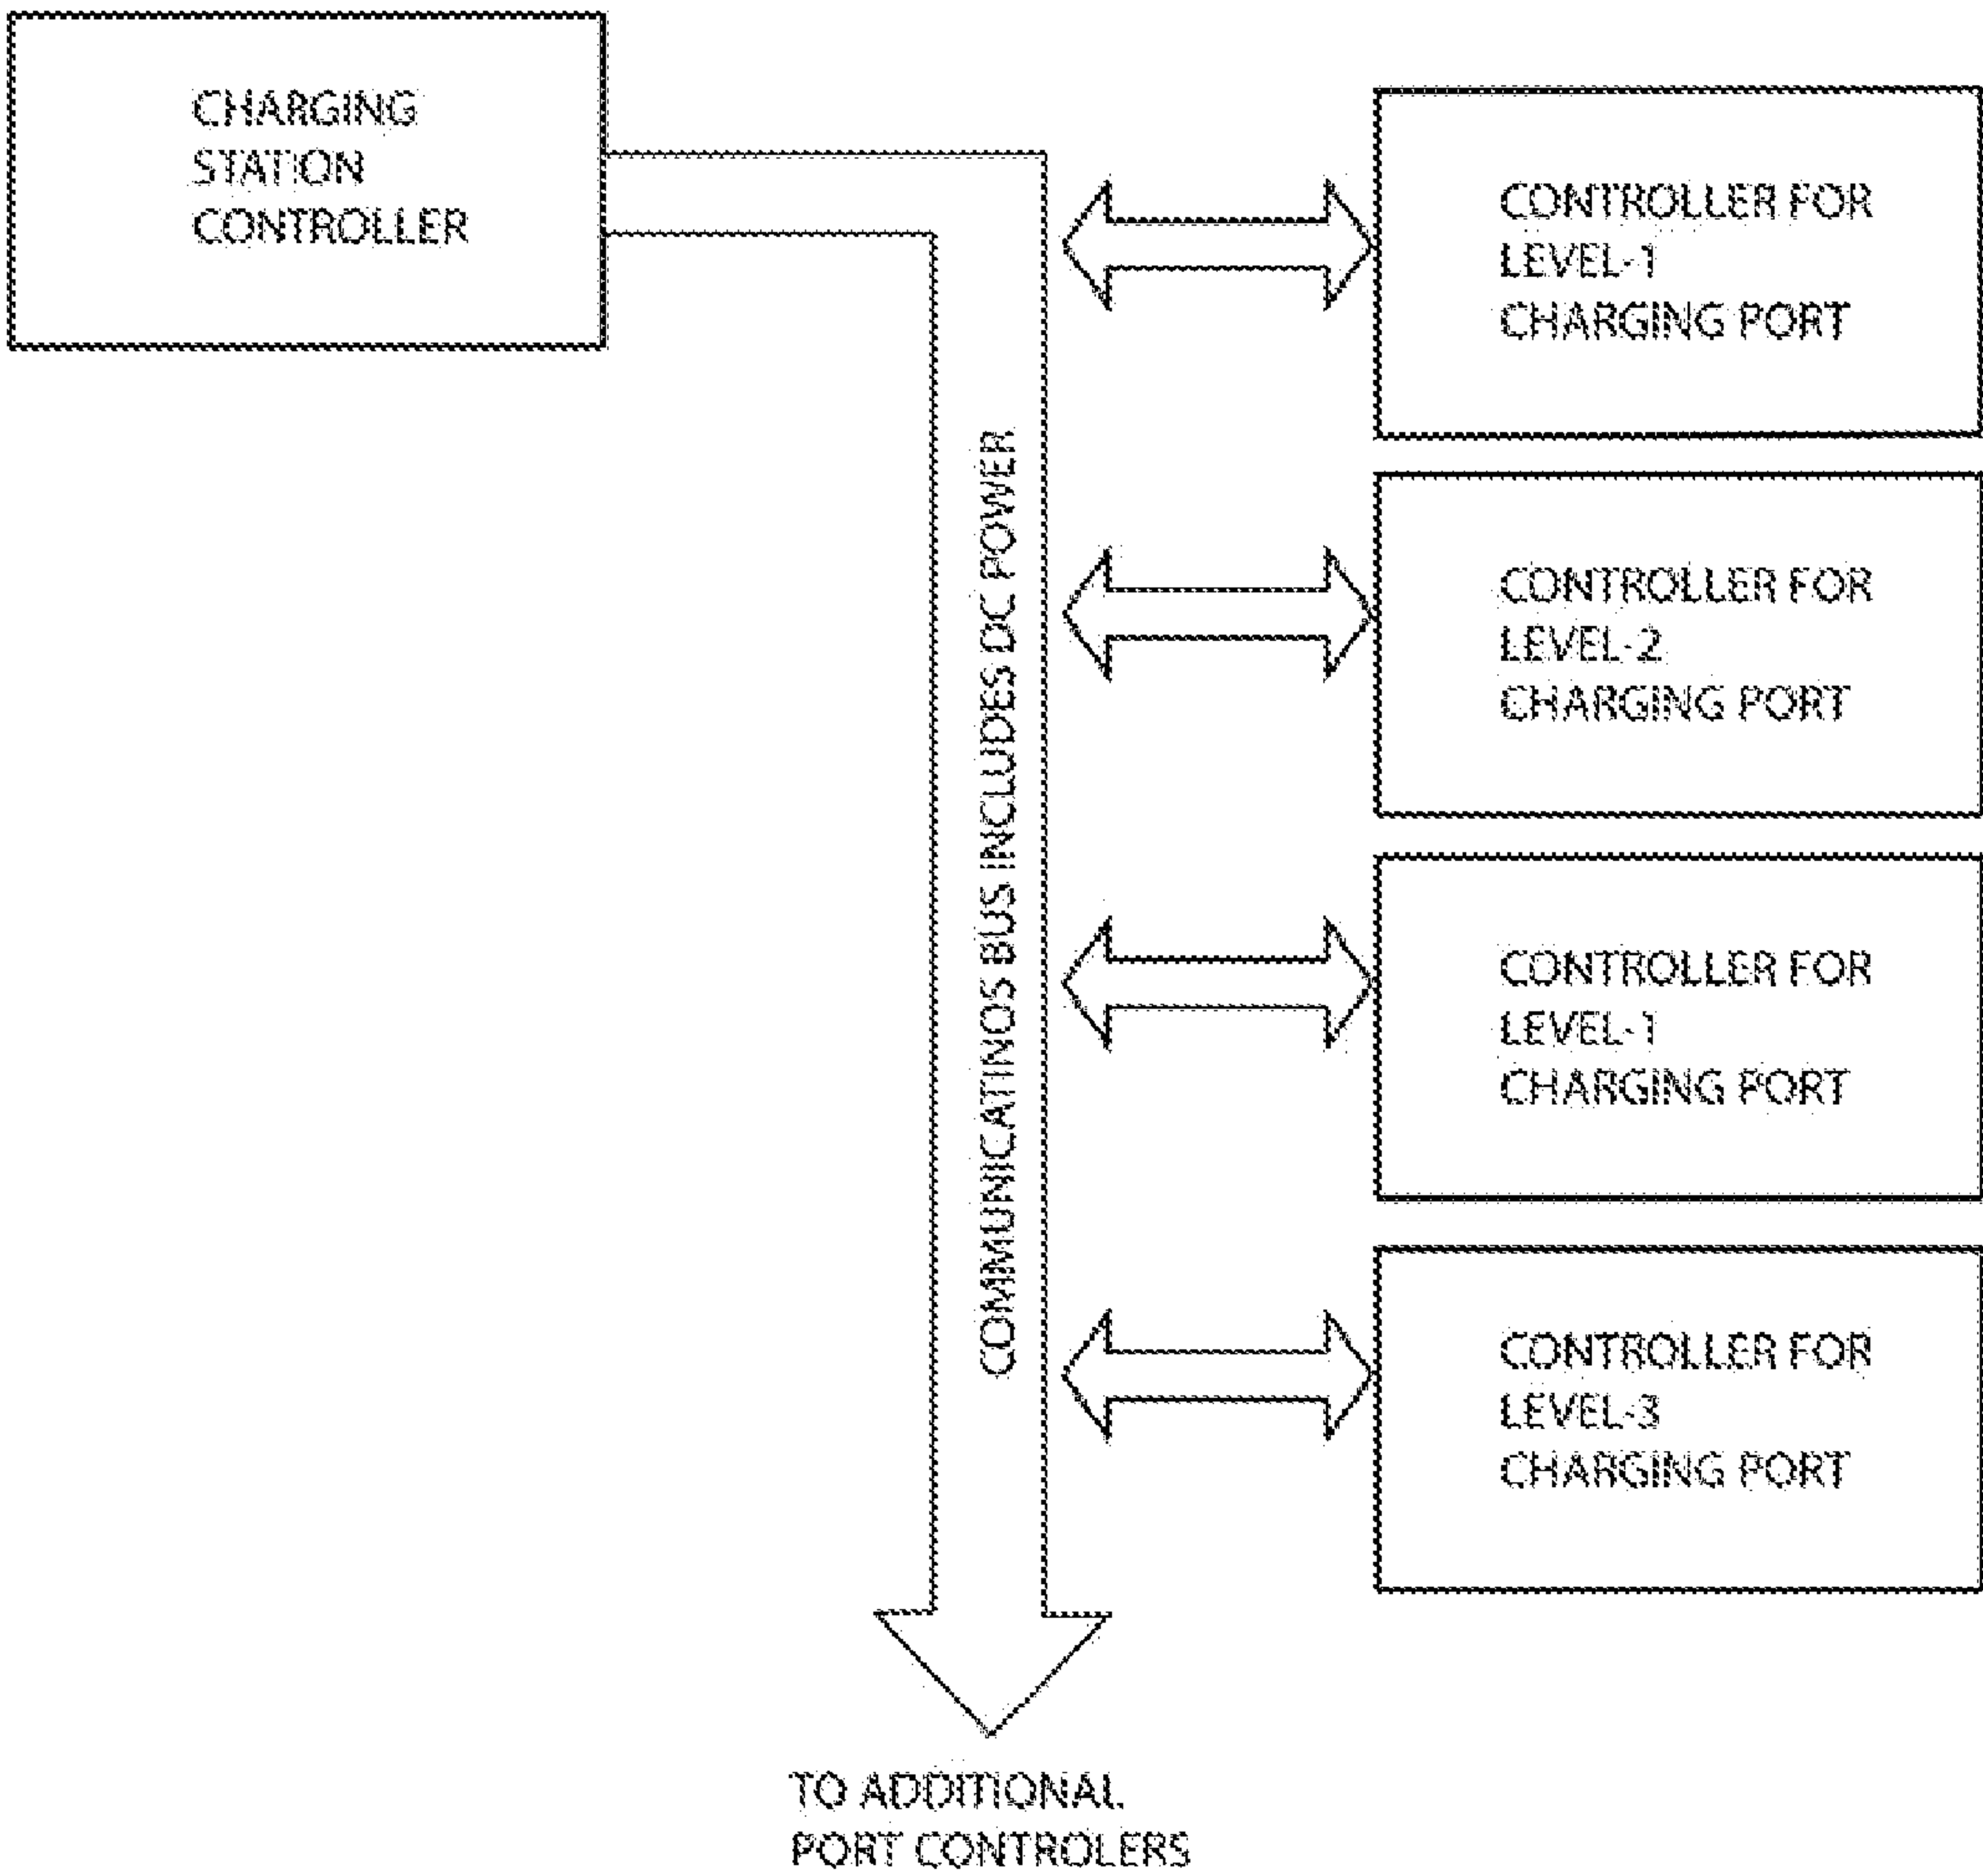 CHARGING
STATION
CONTROLLER
CONTROLLER FOR
LEVEL-1
CHARGING PORT
CONTROLLER FOR
LEVEL-2
CHARGING PORT
COMMUNICATINOS BUS INCLUDES DC POWER
CONTROLLER FOR
LEVEL-1
CHARGING PORT
CONTROLLER FOR
LEVEL-3
CHARGING PORT
TO ADDITIONAL
PORT CONTROLERS